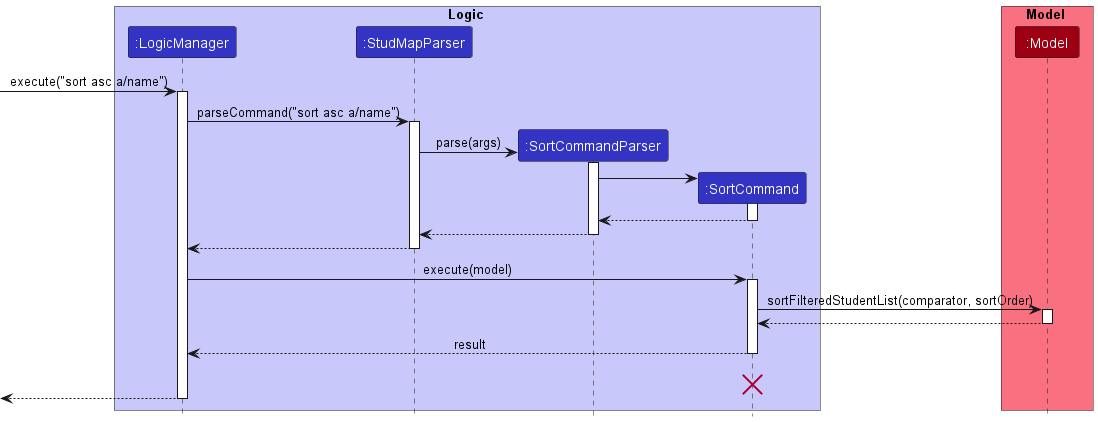 Logic
Model
:LogicManager
:StudMapParser
:Model
execute("sort asc a/name")
parseCommand("sort asc a/name")
parse(args)
:SortCommandParser
:SortCommand
execute(model)
sortFilteredStudentList(comparator, sortOrder)
result